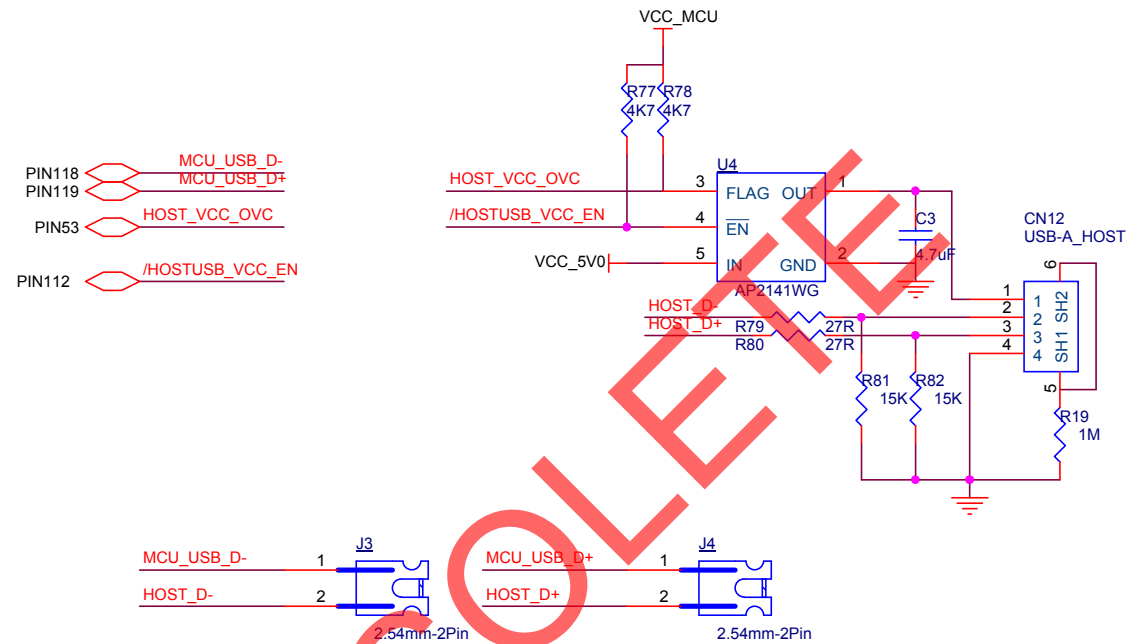 VCC_MCU
R77 R78
4K7 4K7
PIN118 MCU_USB_D-
PIN119 MCU_USB_D+
PIN53 HOST_VCC_OVC
PIN112 /HOSTUSB_VCC_EN
U4
HOST_VCC_OVC 3 FLAG OUT 1
/HOSTUSB_VCC_EN 4 EN
VCC_5V0 5 IN GND 2
AP2141WG
C3
4.7uF
CN12
USB-A_HOST
6
1 1 SH2
2 2
3 3 SH1
4 4
5
HOST_D-
HOST_D+
R79 27R
R80 27R
R81 R82
15K 15K
R19
1M
J3
MCU_USB_D- 1
HOST_D- 2
2.54mm-2Pin
J4
MCU_USB_D+ 1
HOST_D+ 2
2.54mm-2Pin
OLETE